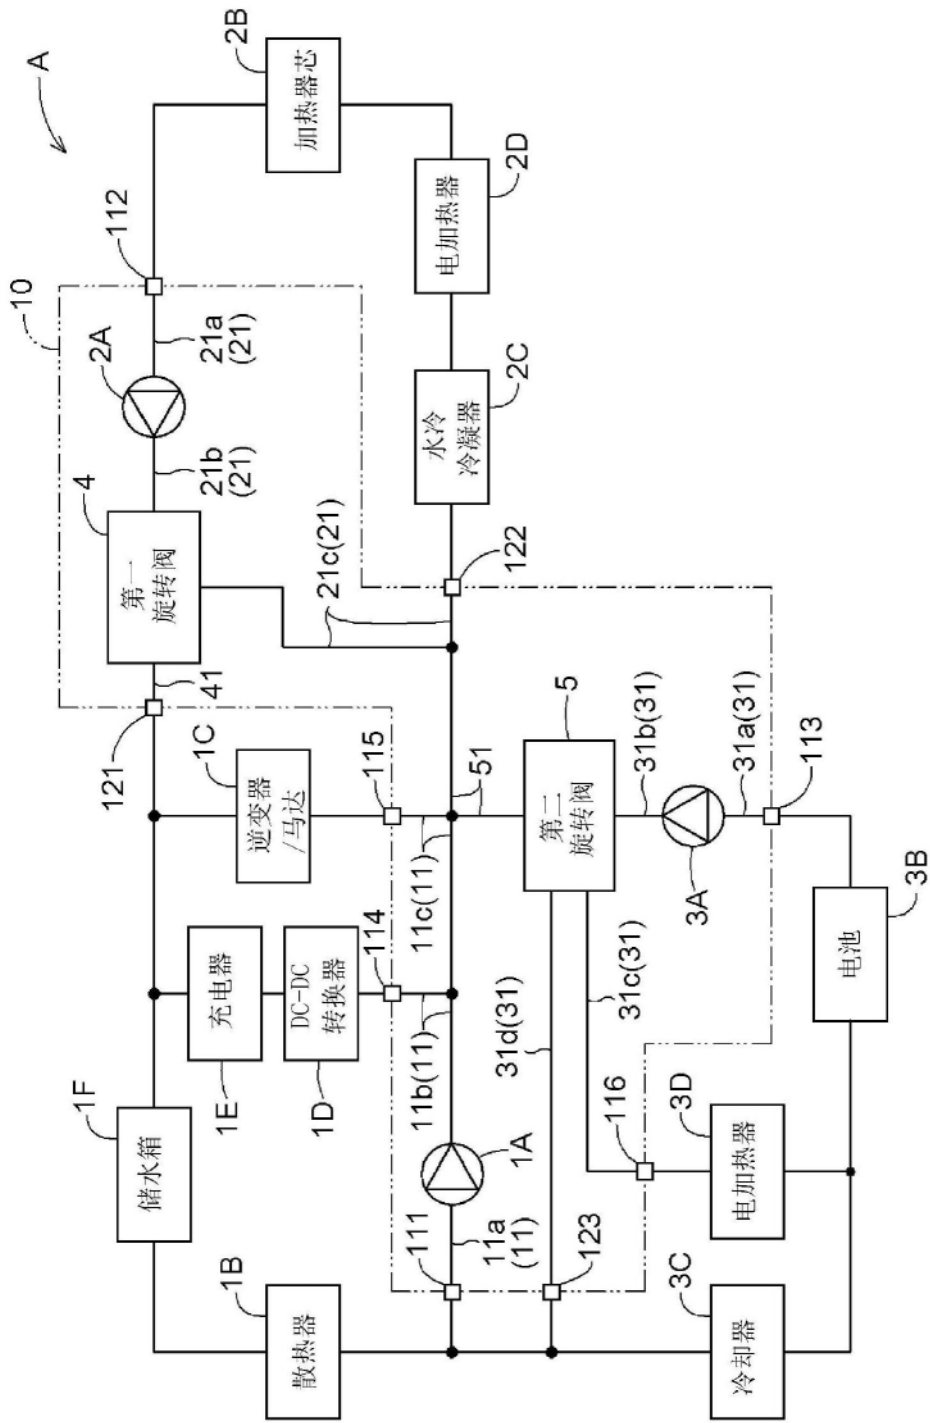 A
10
112
2B
加热器芯
2A
21a
(21)
21b
(21)
4
第一
旋转阀
41
121
2D
电加热器
2C
水冷
冷凝器
122
21c(21)
1C
逆变器
/马达
115
51
11c(11)
1F
储水箱
充电器
1E
DC-DC
转换器
1D
114
11b(11)
1A
11a
(11)
111
1B
散热器
5
第二
旋转阀
31b(31)
31a(31)
113
3A
3B
电池
31c(31)
31d(31)
116
3D
电加热器
123
3C
冷却器